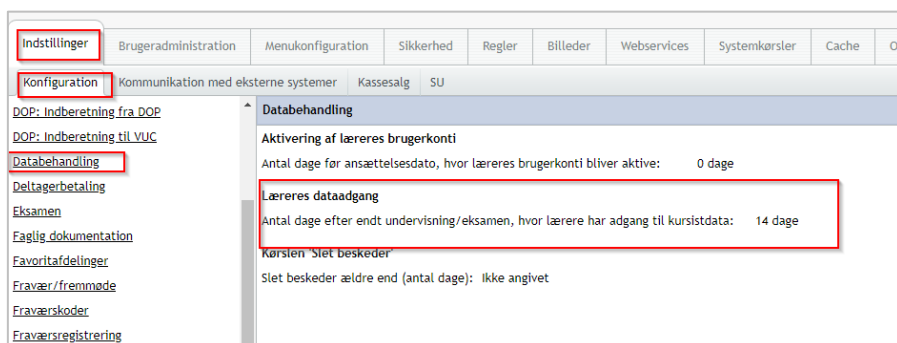 Indstillinger Brugeradministration Menukonfiguration Sikkerhed Regler Billeder Webservices Systemkørsler Cache
Konfiguration Kommunikation med eksterne systemer Kassesalg SU
DOP: Indberetning fra DOP
DOP: Indberetning til VUC
Databehandling
Deltagerbetaling
Eksamen
Faglig dokumentation
Favoritafdelinger
Fravær/fremmøde
Fraværskoder
Fraværsregistrering
Databehandling
Aktivering af læreres brugerkonti
Antal dage før ansættelsesdato, hvor læreres brugerkonti bliver aktive: 0 dage
Læreres dataadgang
Antal dage efter endt undervisning/eksamen, hvor lærere har adgang til kursistdata: 14 dage
Kørslen 'Slet beskeder'
Slet beskeder ældre end (antal dage): Ikke angivet